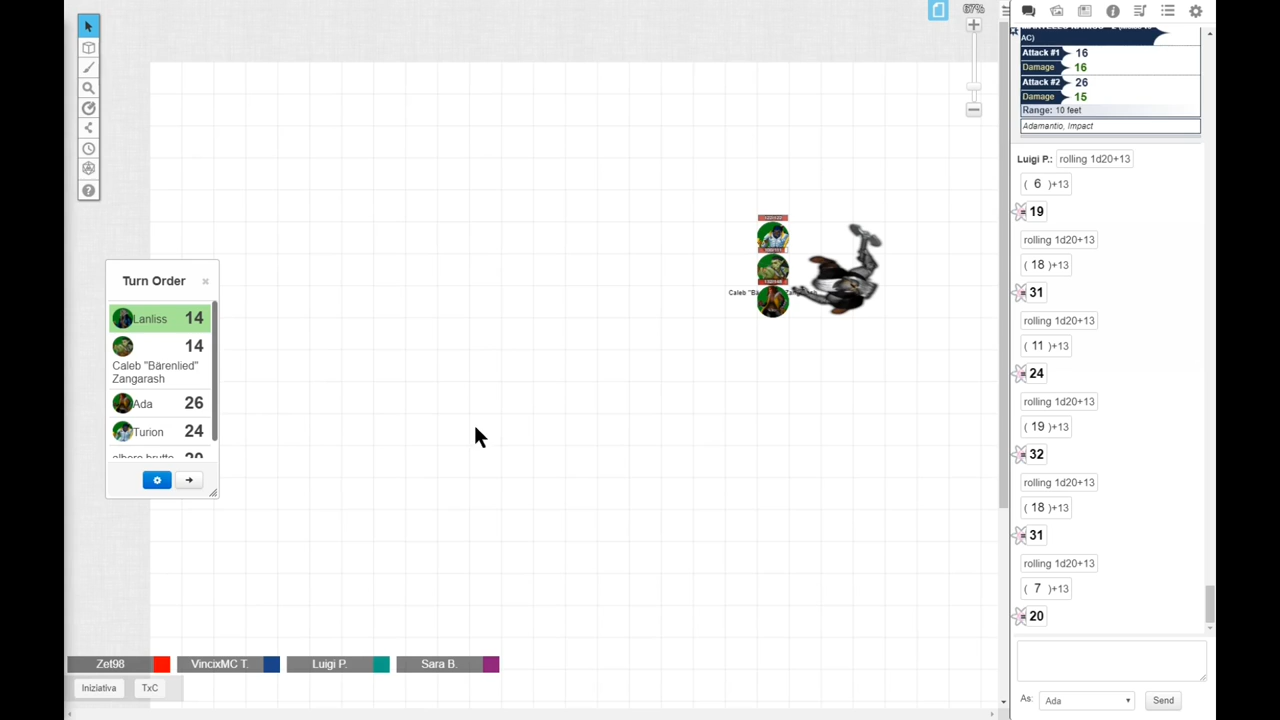 67%
Turn Order
×
Lanliss 14
14
Caleb "Bärenlied"
Zangarash
Ada 26
Turion 24
Zet98
VincixMC T.
Luigi P.
Sara B.
Iniziativa
TxC
AC)
Attack #1 16
Damage 16
Attack #2 26
Damage 15
Range: 10 feet
Adamantio, Impact
Luigi P.: rolling 1d20+13
( 6 )+13
= 19
rolling 1d20+13
( 18 )+13
= 31
rolling 1d20+13
( 11 )+13
= 24
rolling 1d20+13
( 19 )+13
= 32
rolling 1d20+13
( 18 )+13
= 31
rolling 1d20+13
( 7 )+13
= 20
As: Ada
Send